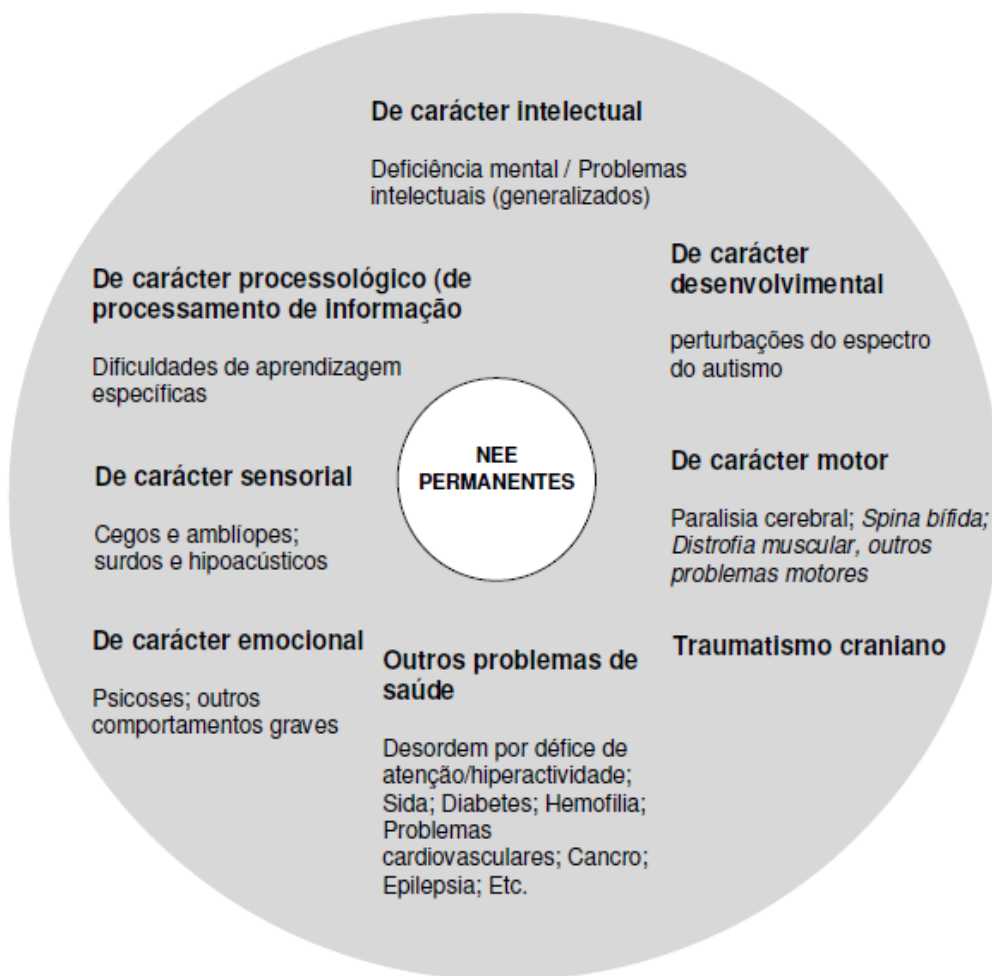 De carácter intelectual
Deficiência mental / Problemas
intelectuais (generalizados)
De carácter processológico (de
processamento de informação
Dificuldades de aprendizagem
específicas
De carácter
desenvolvimental
perturbações do espectro
do autismo
NEE
PERMANENTES
De carácter sensorial
Cegos e amblíopes;
surdos e hipoacústicos
De carácter motor
Paralisia cerebral; Spina bífida;
Distrofia muscular, outros
problemas motores
De carácter emocional
Psicoses; outros
comportamentos graves
Outros problemas de
saúde
Desordem por défice de
atenção/hiperactividade;
Sida; Diabetes; Hemofilia;
Problemas
cardiovasculares; Cancro;
Epilepsia; Etc.
Traumatismo craniano